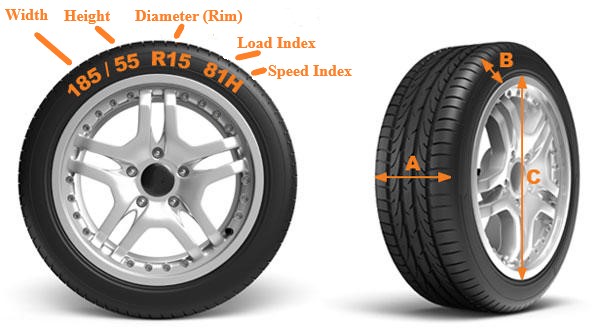 Width
Height
Diameter (Rim)
Load Index
Speed Index
185 / 55 R15 81H
A
B
C